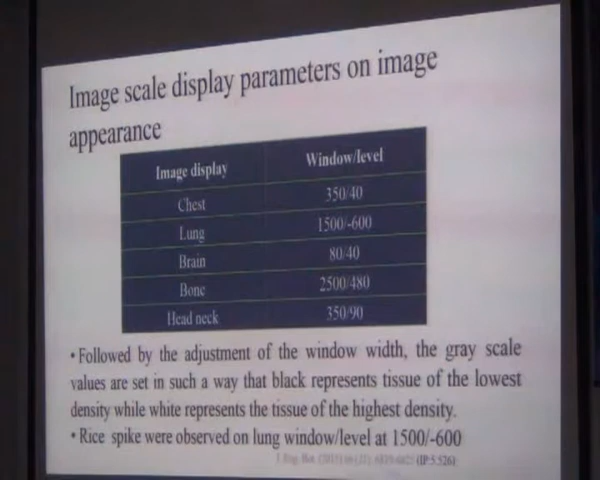 Image scale display parameters on image
appearance
Image display Window/level
Chest 350/40
Lung 1500/-600
Brain 80/40
Bone 2500/480
Head neck 350/90
• Followed by the adjustment of the window width, the gray scale
values are set in such a way that black represents tissue of the lowest
density while white represents the tissue of the highest density.
• Rice spike were observed on lung window/level at 1500/-600
(IP:5.526)